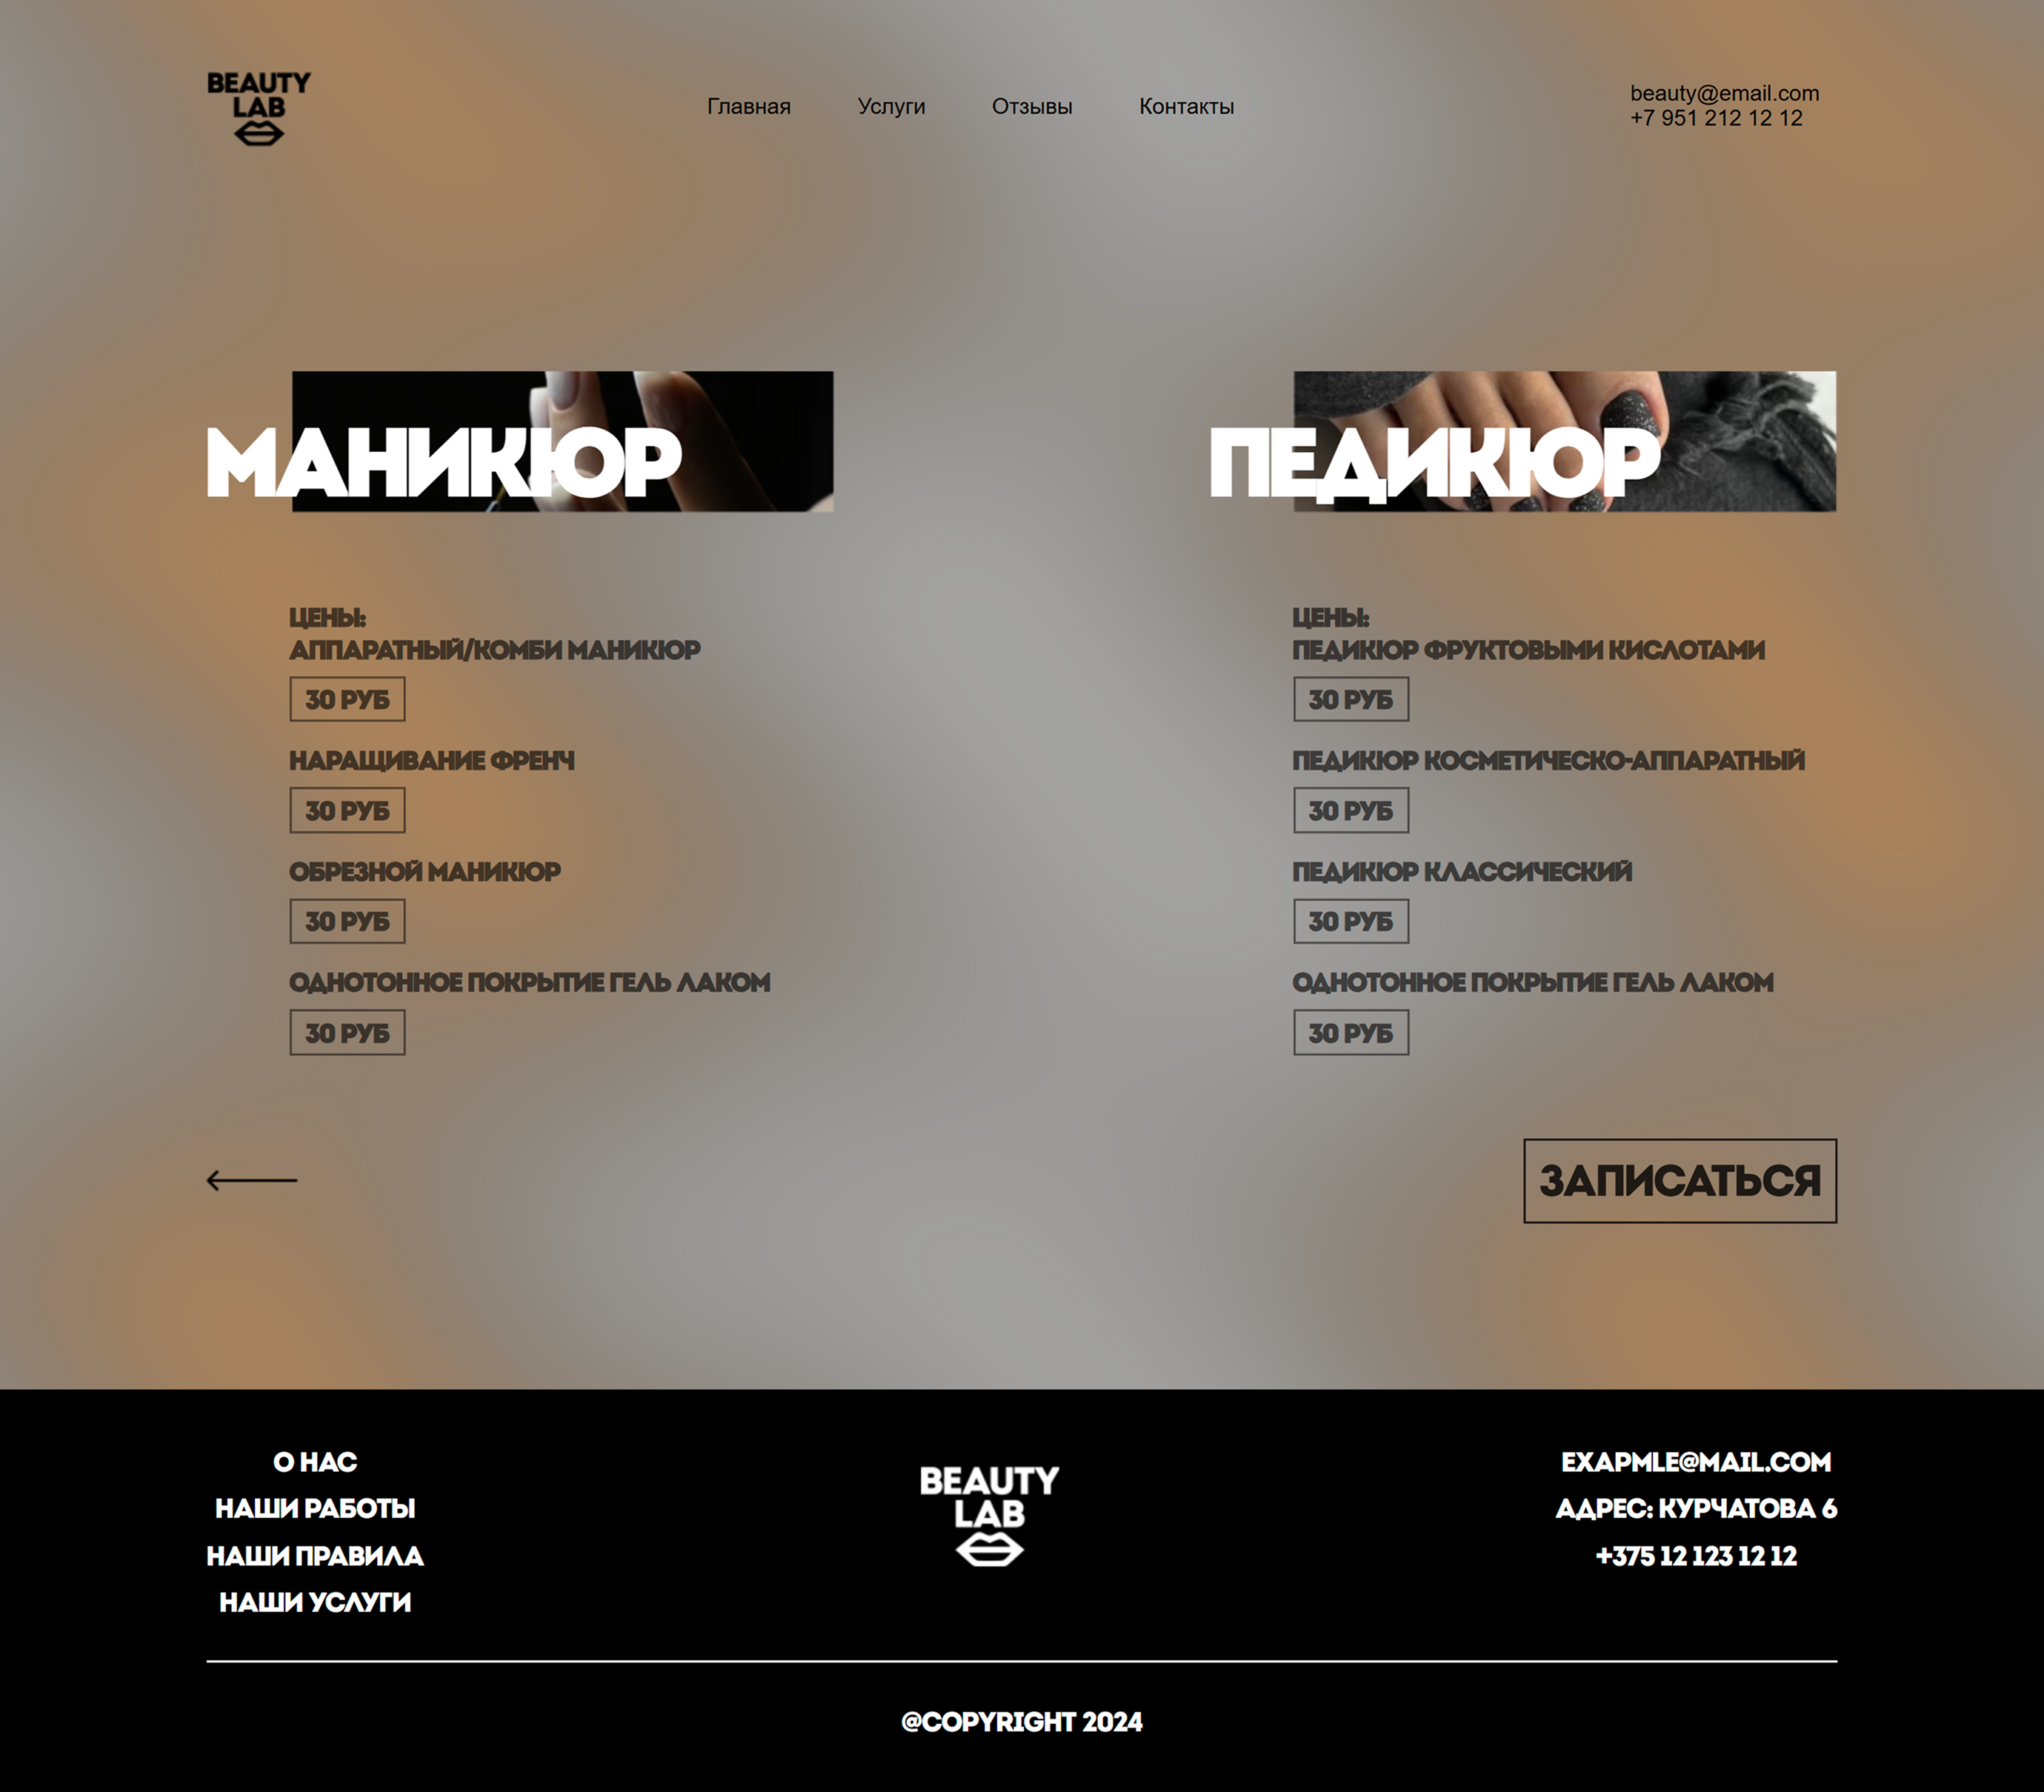 BEAUTY
LAB
Главная Услуги Отзывы Контакты
beauty@email.com
+7 951 212 12 12
МАНИКЮР
ЦЕНЫ:
АППАРАТНЫЙ/КОМБИ МАНИКЮР
30 РУБ
НАРАЩИВАНИЕ ФРЕНЧ
30 РУБ
ОБРЕЗНОЙ МАНИКЮР
30 РУБ
ОДНОТОННОЕ ПОКРЫТИЕ ГЕЛЬ ЛАКОМ
30 РУБ
ПЕДИКЮР
ЦЕНЫ:
ПЕДИКЮР ФРУКТОВЫМИ КИСЛОТАМИ
30 РУБ
ПЕДИКЮР КОСМЕТИЧЕСКО-АППАРАТНЫЙ
30 РУБ
ПЕДИКЮР КЛАССИЧЕСКИЙ
30 РУБ
ОДНОТОННОЕ ПОКРЫТИЕ ГЕЛЬ ЛАКОМ
30 РУБ
ЗАПИСАТЬСЯ
О НАС
НАШИ РАБОТЫ
НАШИ ПРАВИЛА
НАШИ УСЛУГИ
BEAUTY
LAB
EXAPMLE@MAIL.COM
АДРЕС: КУРЧАТОВА 6
+375 12 123 12 12
@COPYRIGHT 2024